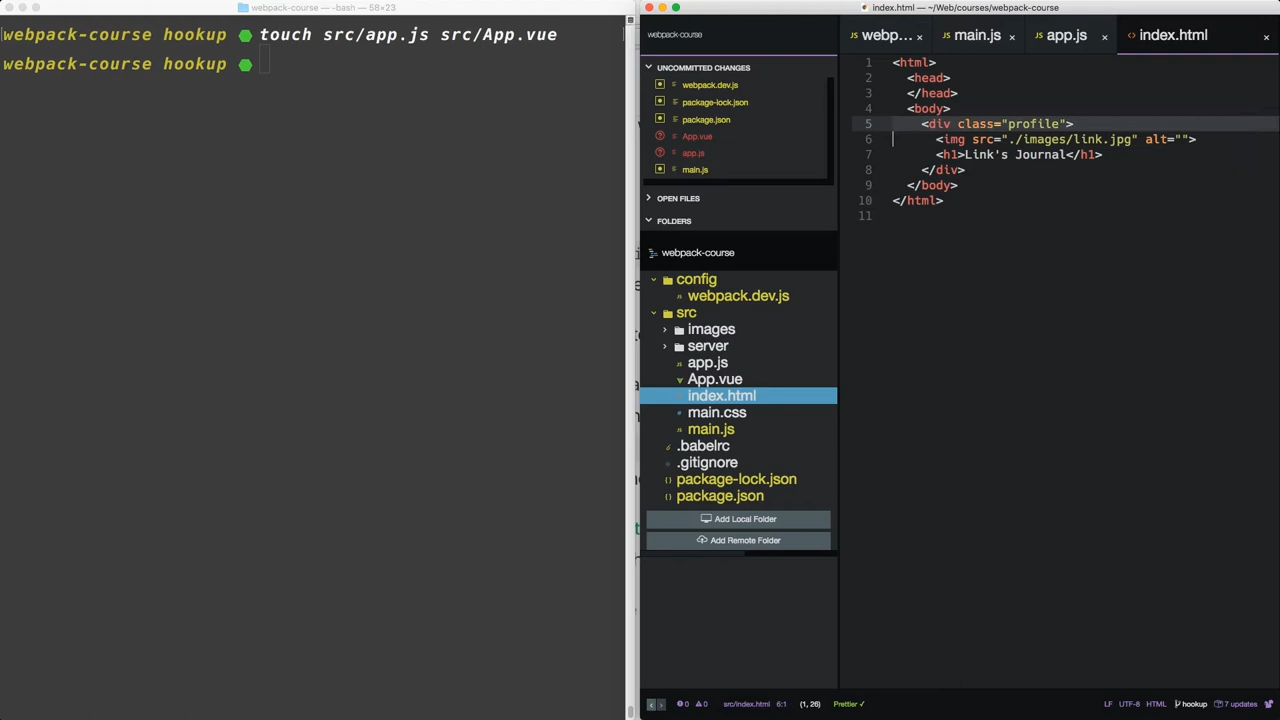 webpack-course — -bash — 58×23
webpack-course hookup touch src/app.js src/App.vue
webpack-course hookup
index.html — ~/Web/courses/webpack-course
webpack-course
UNCOMMITTED CHANGES
webpack.dev.js
package-lock.json
package.json
App.vue
app.js
main.js
OPEN FILES
FOLDERS
webpack-course
config
webpack.dev.js
src
images
server
app.js
App.vue
index.html
main.css
main.js
.babelrc
.gitignore
package-lock.json
package.json
Add Local Folder
Add Remote Folder
webp... × main.js × app.js × index.html ×
1 <html>
2 <head>
3 </head>
4 <body>
5 <div class="profile">
6 <img src="./images/link.jpg" alt="">
7 <h1>Link's Journal</h1>
8 </div>
9 </body>
10 </html>
11
0 0 src/index.html 6:1 (1, 26) Prettier ✓ LF UTF-8 HTML hookup 7 updates